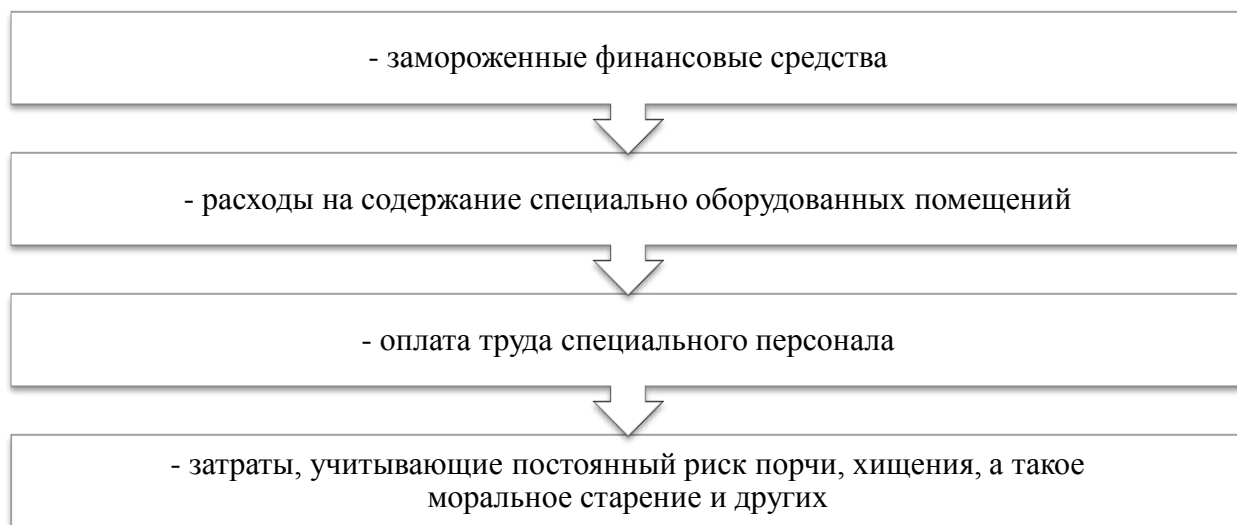 - замороженные финансовые средства
- расходы на содержание специально оборудованных помещений
- оплата труда специального персонала
- затраты, учитывающие постоянный риск порчи, хищения, а такое
моральное старение и других